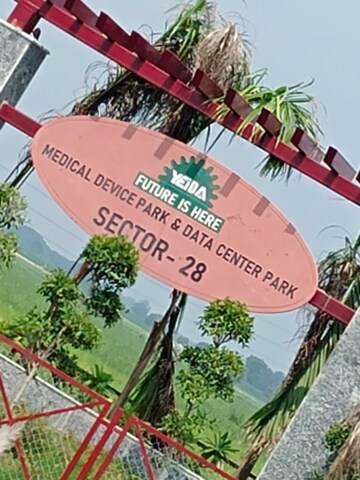 YEIDA
FUTURE IS HERE
MEDICAL DEVICE PARK & DATA CENTER PARK
SECTOR- 28